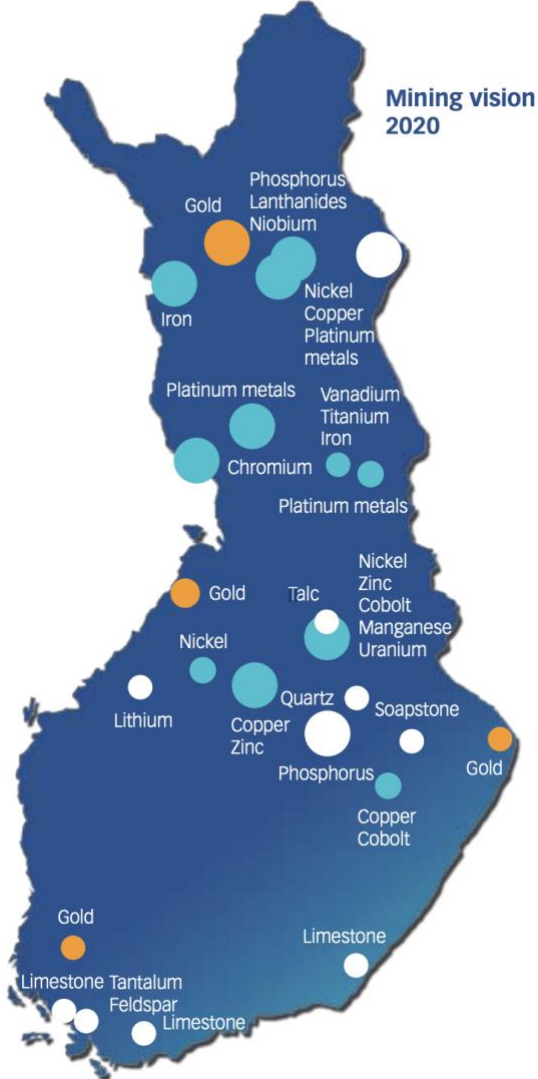 Mining vision
2020
Phosphorus
Lanthanides
Niobium
Gold
Nickel
Copper
Platinum
metals
Iron
Platinum metals
Vanadium
Titanium
Iron
Chromium
Platinum metals
Nickel
Zinc
Cobolt
Manganese
Uranium
Talc
Gold
Nickel
Lithium
Copper
Zinc
Quartz
Soapstone
Phosphorus
Gold
Copper
Cobolt
Gold
Limestone
Limestone
Tantalum
Feldspar
Limestone